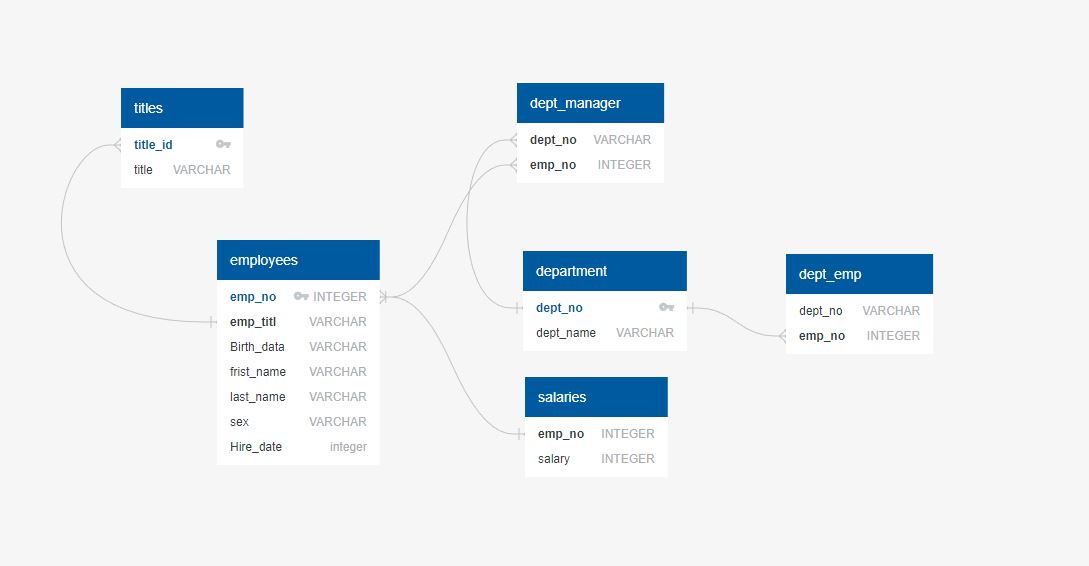 titles
title_id
title VARCHAR
dept_manager
dept_no VARCHAR
emp_no INTEGER
employees
emp_no INTEGER
emp_titl VARCHAR
Birth_data VARCHAR
frist_name VARCHAR
last_name VARCHAR
sex VARCHAR
Hire_date integer
department
dept_no
dept_name VARCHAR
dept_emp
dept_no VARCHAR
emp_no INTEGER
salaries
emp_no INTEGER
salary INTEGER